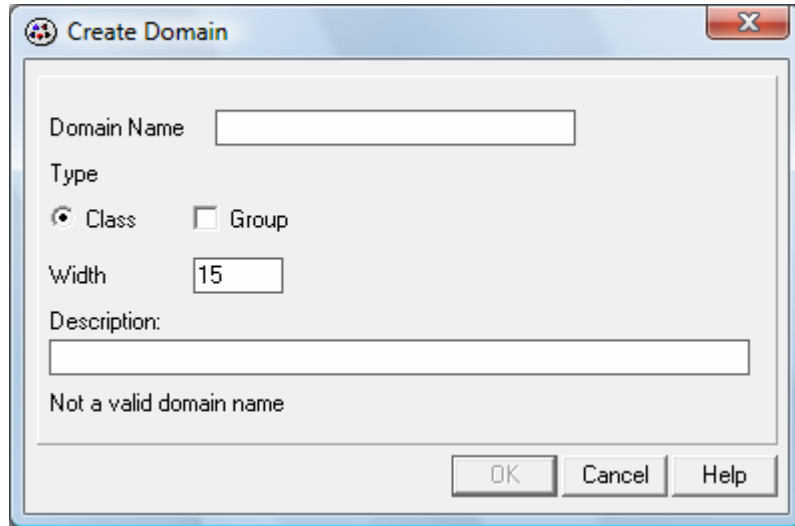 Create Domain
Domain Name
Type
Class Group
Width 15
Description:
Not a valid domain name
OK Cancel Help